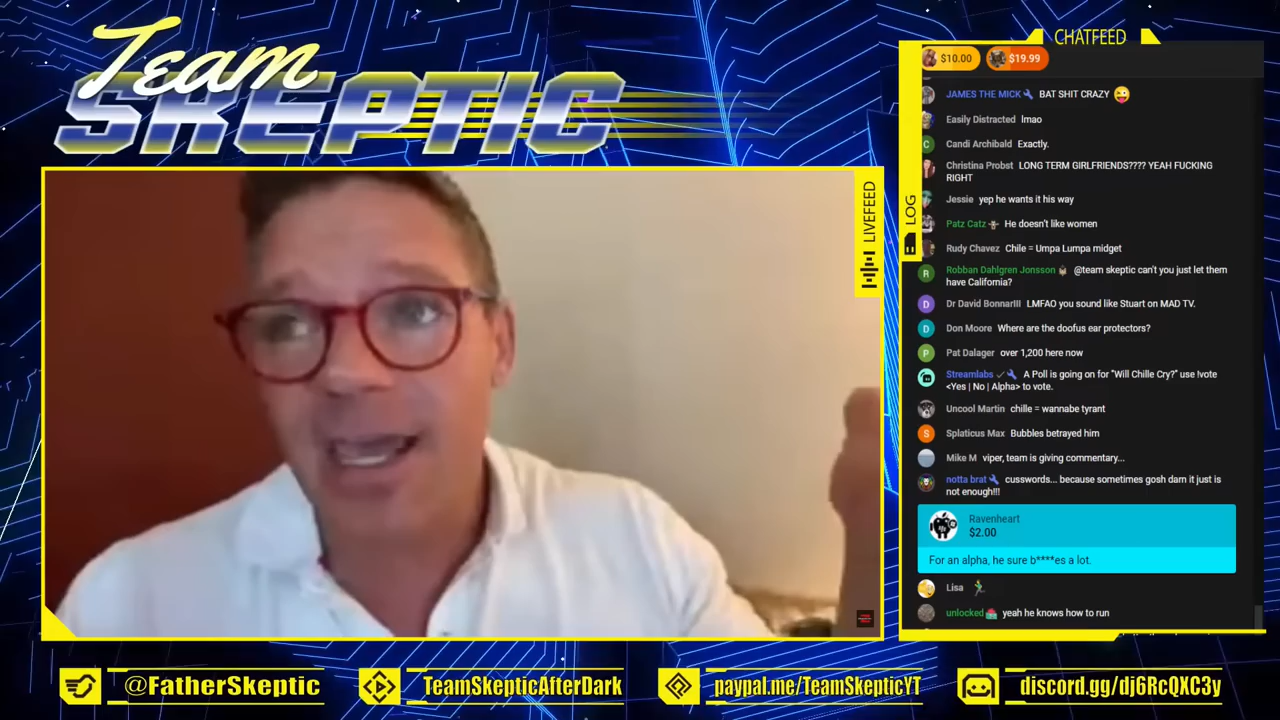 Team
SKEPTIC
CHATFEED
$10.00
$19.99
LIVEFEED
LOG
JAMES THE MICK BAT SHIT CRAZY
Easily Distracted lmao
C
Candi Archibald Exactly.
Christina Probst LONG TERM GIRLFRIENDS???? YEAH FUCKING
RIGHT
Jessie yep he wants it his way
Patz Catz He doesn't like women
Rudy Chavez Chile = Umpa Lumpa midget
R
Robban Dahlgren Jonsson @team skeptic can't you just let them
have California?
D
Dr David BonnarIII LMFAO you sound like Stuart on MAD TV.
D
Don Moore Where are the doofus ear protectors?
P
Pat Dalager over 1,200 here now
Streamlabs A Poll is going on for "Will Chille Cry?" use !vote
<Yes | No | Alpha> to vote.
Uncool Martin chille = wannabe tyrant
S
Splaticus Max Bubbles betrayed him
Mike M viper, team is giving commentary...
notta brat cusswords... because sometimes gosh darn it just is
not enough!!!
Ravenheart
$2.00
For an alpha, he sure b****es a lot.
Lisa
unlocked yeah he knows how to run
@FatherSkeptic
TeamSkepticAfterDark
paypal.me/TeamSkepticYT
discord.gg/dj6RcQXC3y